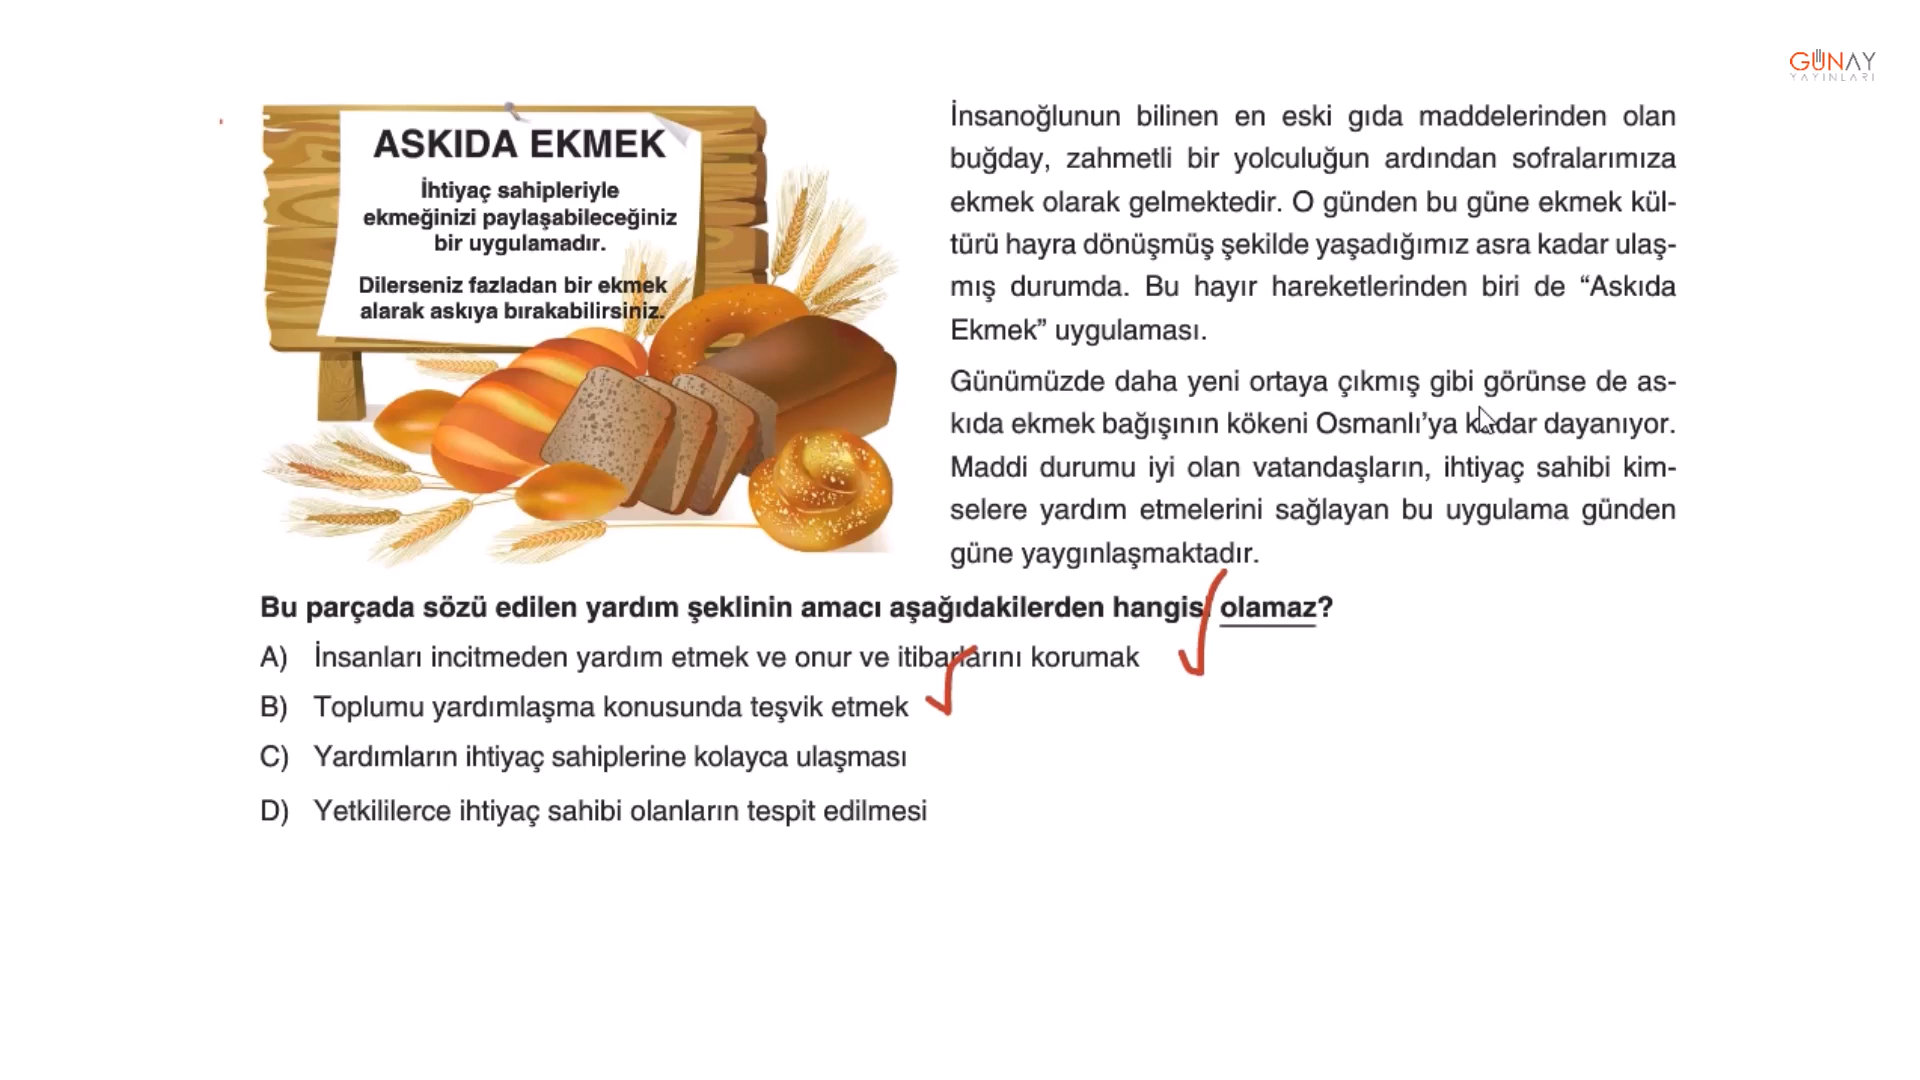 GÜNAY
YAYINLARI
ASKIDA EKMEK
İhtiyaç sahipleriyle
ekmeğinizi paylaşabileceğiniz
bir uygulamadır.
Dilerseniz fazladan bir ekmek
alarak askıya bırakabilirsiniz.
İnsanoğlunun bilinen en eski gıda maddelerinden olan
buğday, zahmetli bir yolculuğun ardından sofralarımıza
ekmek olarak gelmektedir. O günden bu güne ekmek kül-
türü hayra dönüşmüş şekilde yaşadığımız asra kadar ulaş-
mış durumda. Bu hayır hareketlerinden biri de “Askıda
Ekmek” uygulaması.
Günümüzde daha yeni ortaya çıkmış gibi görünse de as-
kıda ekmek bağışının kökeni Osmanlı’ya kadar dayanıyor.
Maddi durumu iyi olan vatandaşların, ihtiyaç sahibi kim-
selere yardım etmelerini sağlayan bu uygulama günden
güne yaygınlaşmaktadır.
Bu parçada sözü edilen yardım şeklinin amacı aşağıdakilerden hangisi olamaz?
A) İnsanları incitmeden yardım etmek ve onur ve itibarlarını korumak
B) Toplumu yardımlaşma konusunda teşvik etmek
C) Yardımların ihtiyaç sahiplerine kolayca ulaşması
D) Yetkililerce ihtiyaç sahibi olanların tespit edilmesi